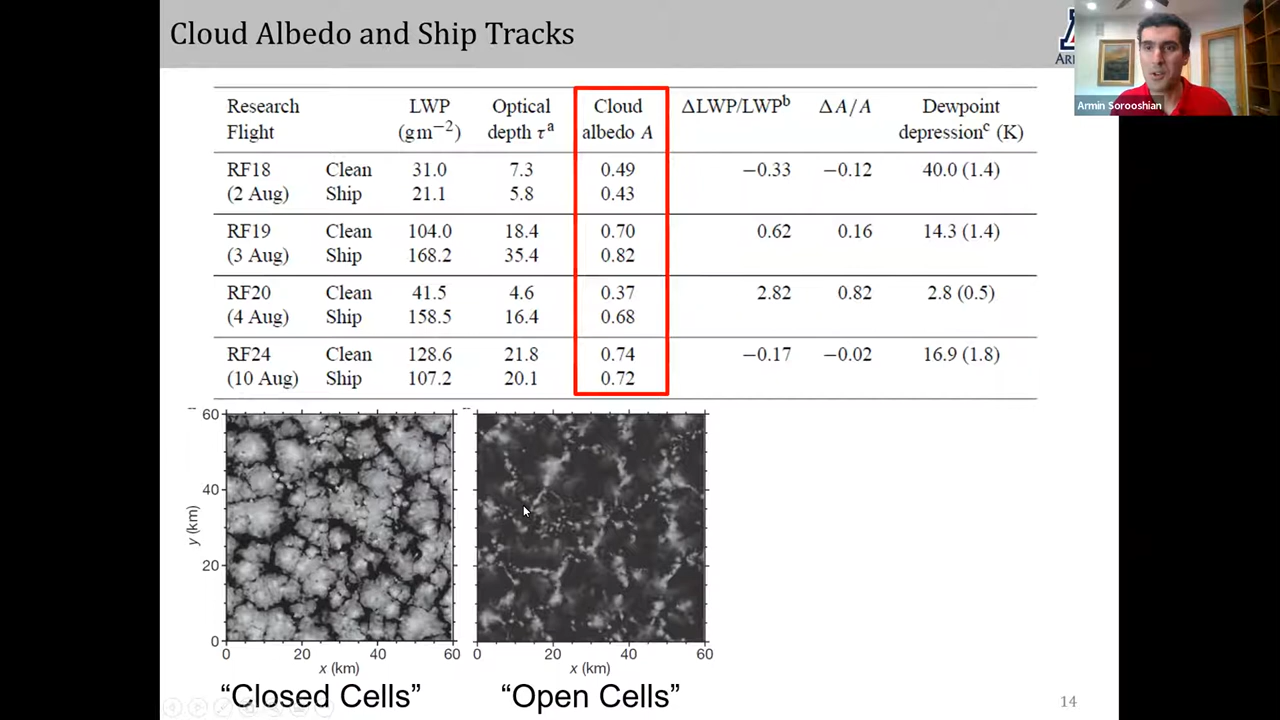 Cloud Albedo and Ship Tracks
Armin Sorooshian
Research Flight LWP (gm−2) Optical depth τa Cloud albedo A ΔLWP/LWPb ΔA/A Dewpoint depressionc (K)
RF18 Clean 31.0 7.3 0.49 −0.33 −0.12 40.0 (1.4)
(2 Aug) Ship 21.1 5.8 0.43
RF19 Clean 104.0 18.4 0.70 0.62 0.16 14.3 (1.4)
(3 Aug) Ship 168.2 35.4 0.82
RF20 Clean 41.5 4.6 0.37 2.82 0.82 2.8 (0.5)
(4 Aug) Ship 158.5 16.4 0.68
RF24 Clean 128.6 21.8 0.74 −0.17 −0.02 16.9 (1.8)
(10 Aug) Ship 107.2 20.1 0.72
60
40
20
0
y (km)
0 20 40 60
x (km)
0 20 40 60
x (km)
“Closed Cells” “Open Cells”
14